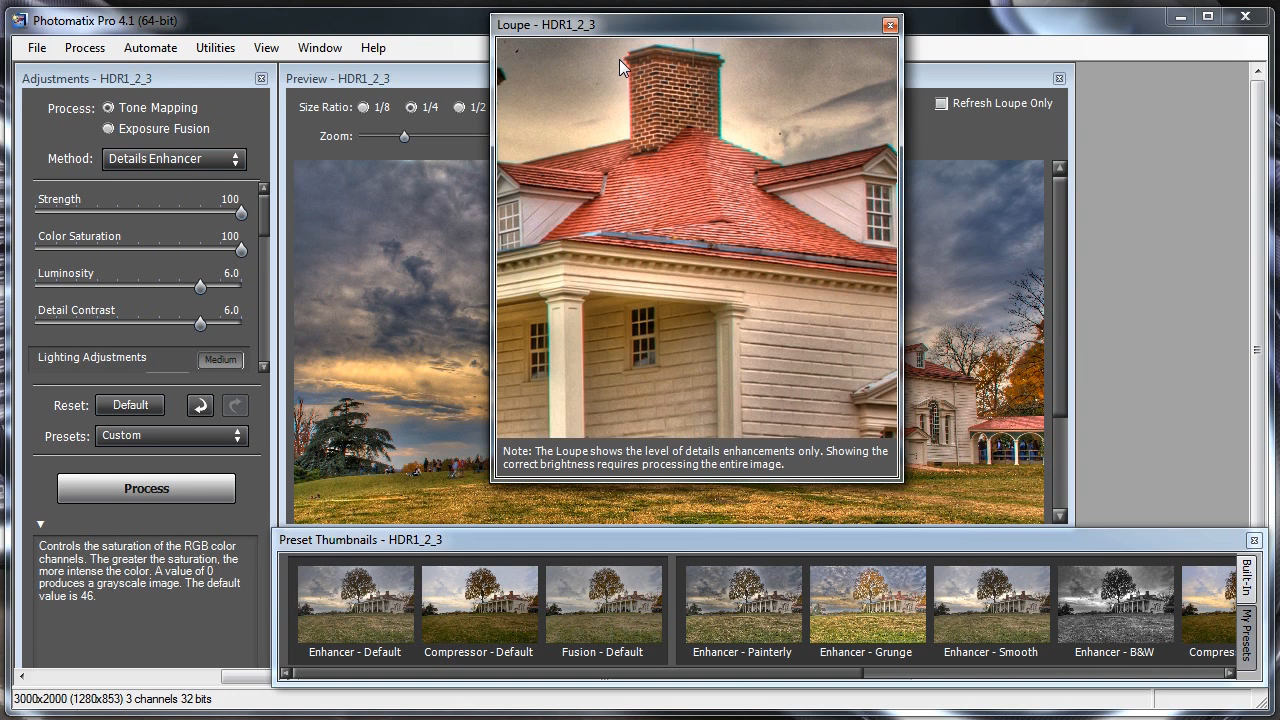 Photomatix Pro 4.1 (64-bit)
File Process Automate Utilities View Window Help
Adjustments - HDR1_2_3
Process: Tone Mapping
Exposure Fusion
Method: Details Enhancer
Strength 100
Color Saturation 100
Luminosity 6.0
Detail Contrast 6.0
Lighting Adjustments Medium
Reset: Default
Presets: Custom
Process
Controls the saturation of the RGB color
channels. The greater the saturation, the
more intense the color. A value of 0
produces a grayscale image. The default
value is 46.
Preview - HDR1_2_3
Size Ratio: 1/8 1/4 1/2
Zoom:
Refresh Loupe Only
Loupe - HDR1_2_3
Note: The Loupe shows the level of details enhancements only. Showing the
correct brightness requires processing the entire image.
Preset Thumbnails - HDR1_2_3
Enhancer - Default Compressor - Default Fusion - Default Enhancer - Painterly Enhancer - Grunge Enhancer - Smooth Enhancer - B&W Compres
Built-In
My Presets
3000x2000 (1280x853) 3 channels 32 bits